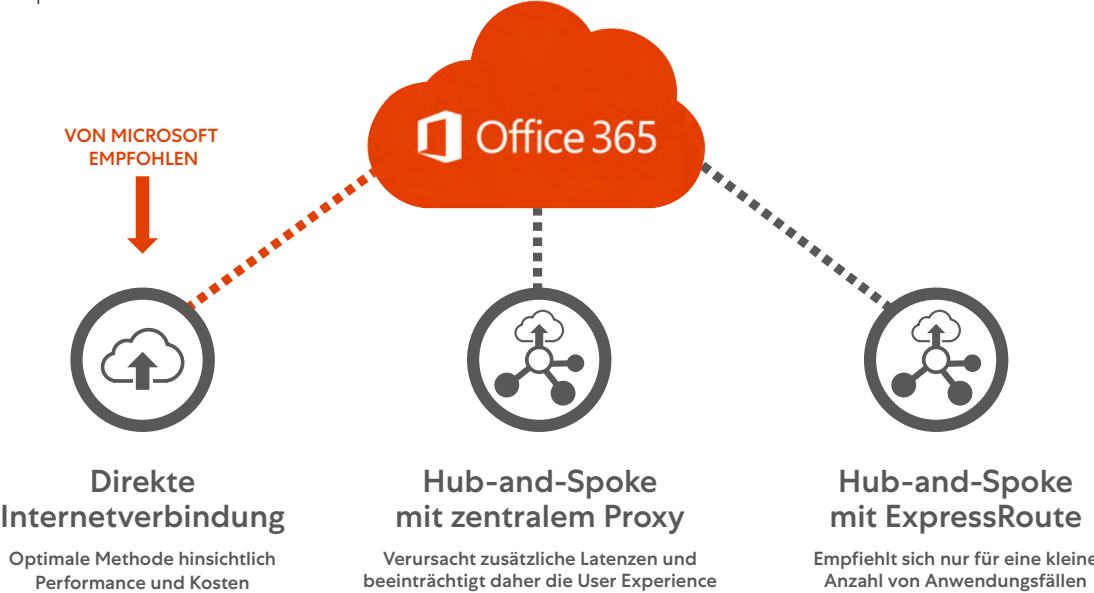 Office 365
VON MICROSOFT
EMPFOHLEN
Direkte
Internetverbindung
Optimale Methode hinsichtlich
Performance und Kosten
Hub-and-Spoke
mit zentralem Proxy
Verursacht zusätzliche Latenzen und
beeinträchtigt daher die User Experience
Hub-and-Spoke
mit ExpressRoute
Empfiehlt sich nur für eine kleine
Anzahl von Anwendungsfällen